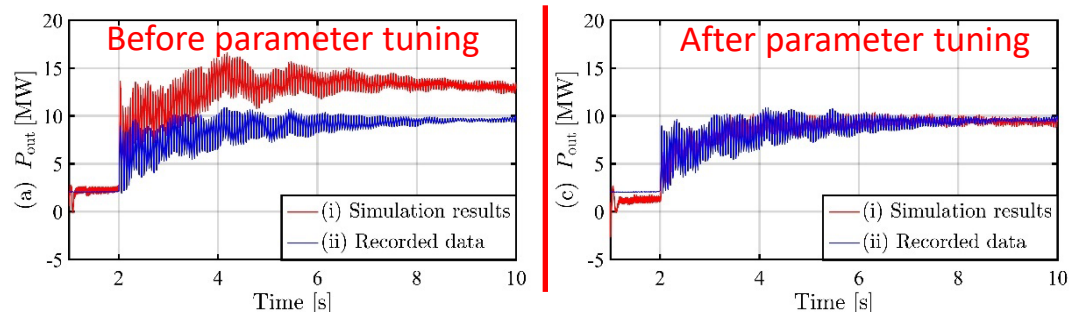 Before parameter tuning
20
15
10
5
0
-5
(a) Pout [MW]
(i) Simulation results
(ii) Recorded data
2 4 6 8 10
Time [s]
After parameter tuning
20
15
10
5
0
-5
(c) Pout [MW]
(i) Simulation results
(ii) Recorded data
2 4 6 8 10
Time [s]